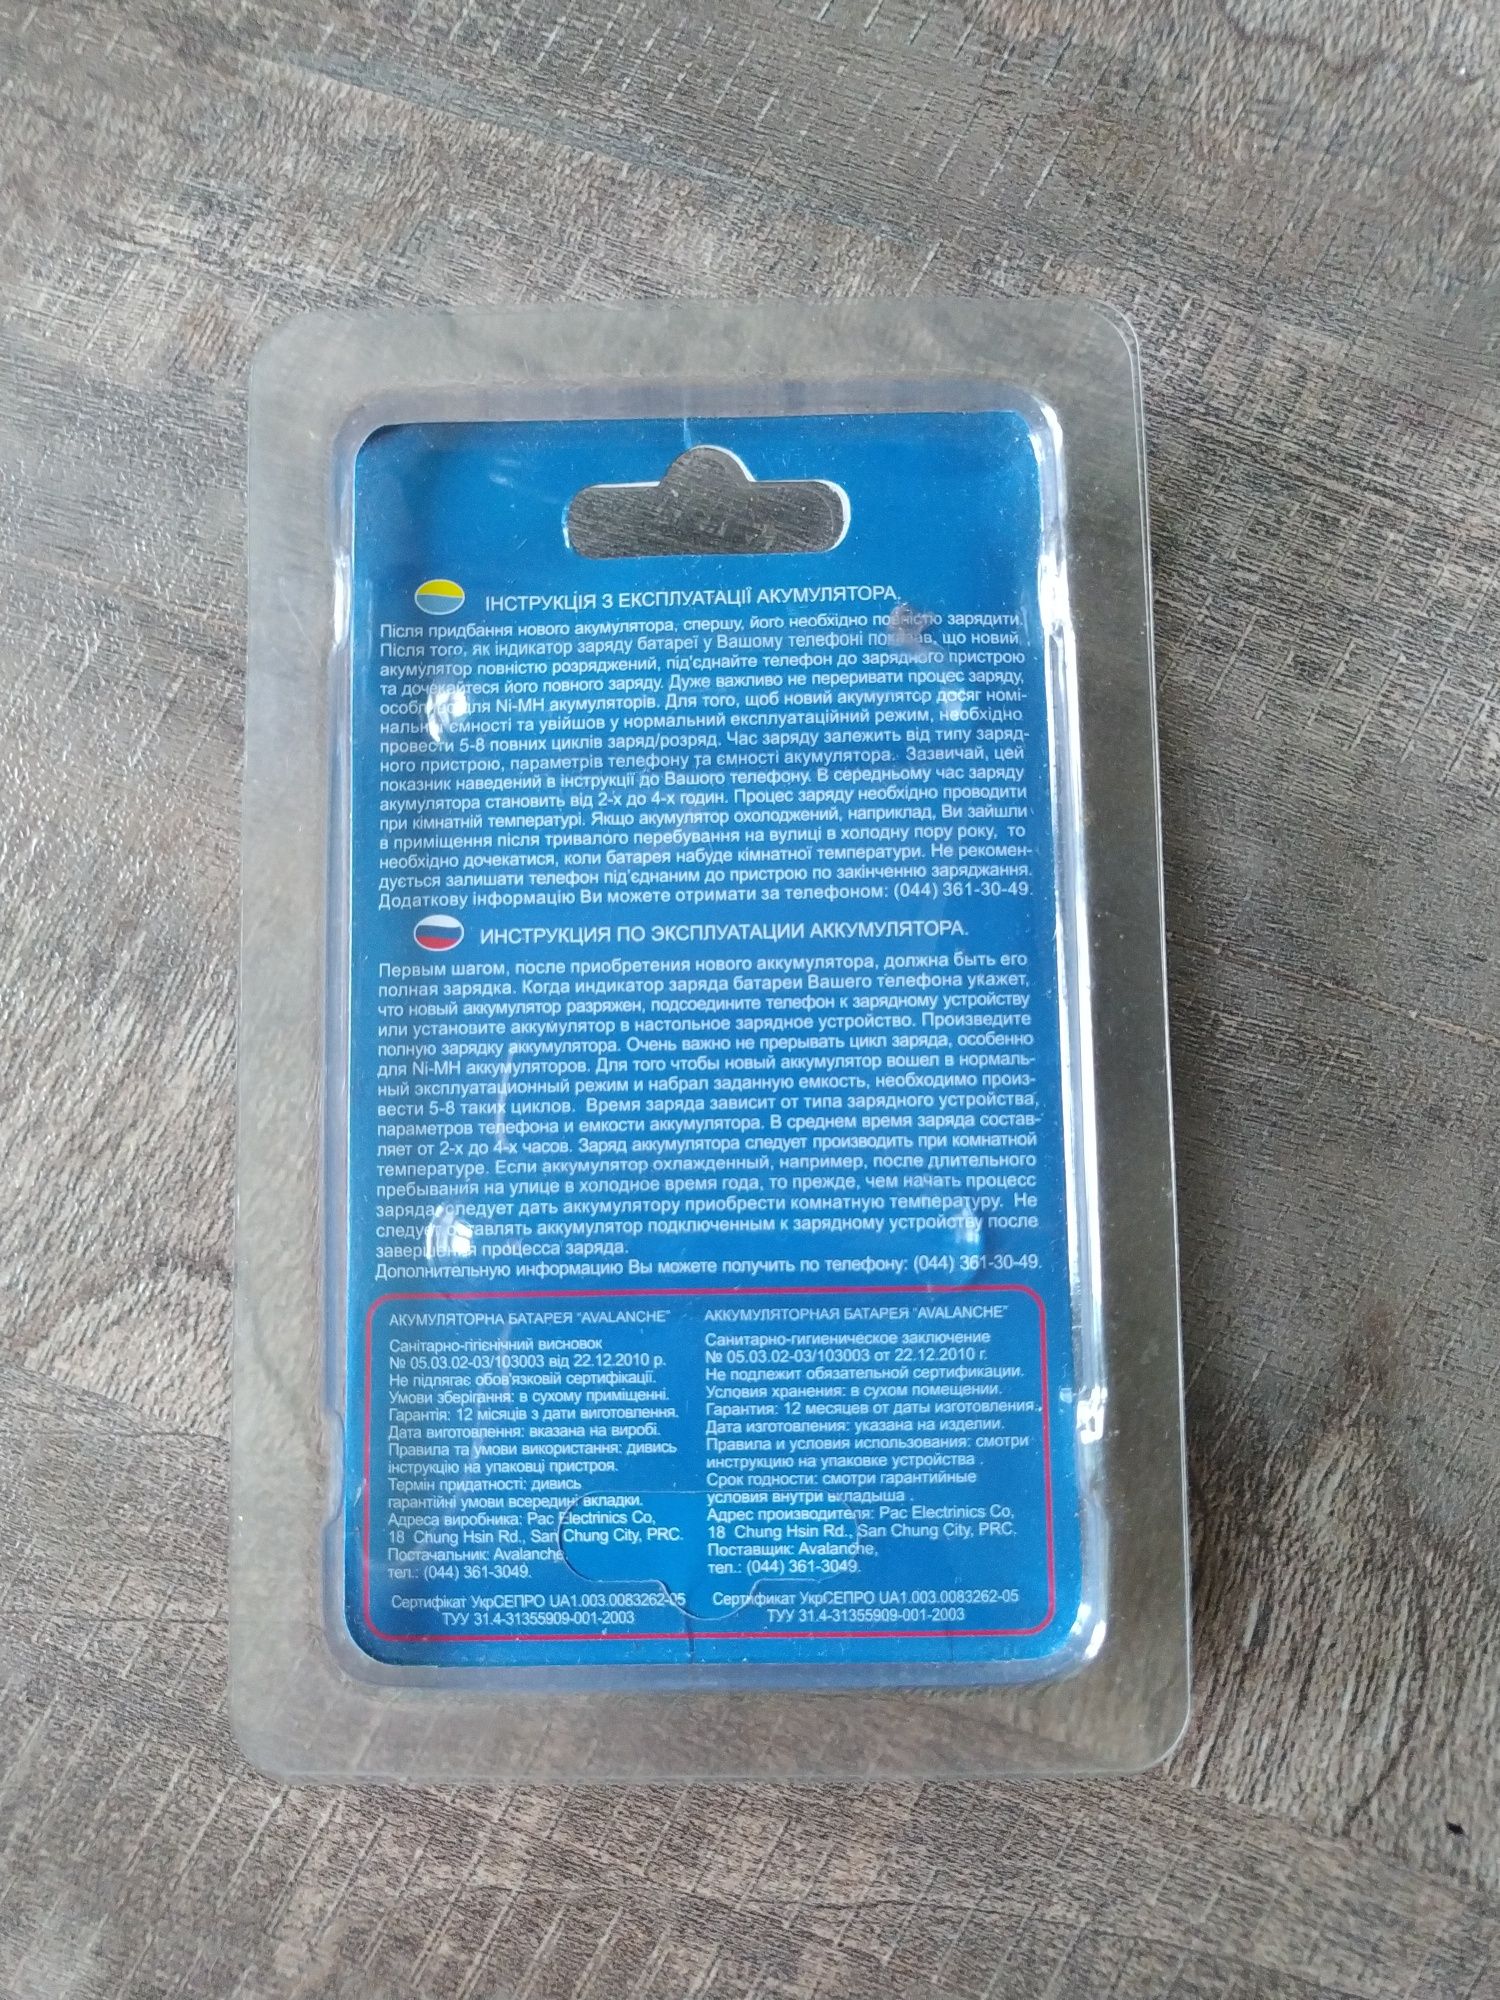 ІНСТРУКЦІЯ З ЕКСПЛУАТАЦІЇ АКУМУЛЯТОРА.
Після придбання нового акумулятора, спершу, його необхідно повністю зарядити.
Після того, як індикатор заряду батареї у Вашому телефоні показав, що новий
акумулятор повністю розряджений, під'єднайте телефон до зарядного пристрою
та дочекайтеся його повного заряду. Дуже важливо не переривати процес заряду,
особливо для Ni-MH акумуляторів. Для того, щоб новий акумулятор досяг номі-
нальної ємності та увійшов у нормальний експлуатаційний режим, необхідно
провести 5-8 повних циклів заряд/розряд. Час заряду залежить від типу заряд-
ного пристрою, параметрів телефону та ємності акумулятора. Зазвичай, цей
показник наведений в інструкції до Вашого телефону. В середньому час заряду
акумулятора становить від 2-х до 4-х годин. Процес заряду необхідно проводити
при кімнатній температурі. Якщо акумулятор охолоджений, наприклад, Ви зайшли
в приміщення після тривалого перебування на вулиці в холодну пору року, то
необхідно дочекатися, коли батарея набуде кімнатної температури. Не рекомен-
дується залишати телефон під'єднаним до пристрою по закінченню заряджання.
Додаткову інформацію Ви можете отримати за телефоном: (044) 361-30-49.
ИНСТРУКЦИЯ ПО ЭКСПЛУАТАЦИИ АККУМУЛЯТОРА.
Первым шагом, после приобретения нового аккумулятора, должна быть его
полная зарядка. Когда индикатор заряда батареи Вашего телефона укажет,
что новый аккумулятор разряжен, подсоедините телефон к зарядному устройству
или установите аккумулятор в настольное зарядное устройство. Произведите
полную зарядку аккумулятора. Очень важно не прерывать цикл заряда, особенно
для Ni-MH аккумуляторов. Для того чтобы новый аккумулятор вошел в нормаль-
ный эксплуатационный режим и набрал заданную емкость, необходимо произ-
вести 5-8 таких циклов. Время заряда зависит от типа зарядного устройства,
параметров телефона и емкости аккумулятора. В среднем время заряда состав-
ляет от 2-х до 4-х часов. Заряд аккумулятора следует производить при комнатной
температуре. Если аккумулятор охлажденный, например, после длительного
пребывания на улице в холодное время года, то прежде, чем начать процесс
заряда, следует дать аккумулятору приобрести комнатную температуру. Не
следует оставлять аккумулятор подключенным к зарядному устройству после
завершения процесса заряда.
Дополнительную информацию Вы можете получить по телефону: (044) 361-30-49.
АКУМУЛЯТОРНА БАТАРЕЯ "AVALANCHE"
Санітарно-гігієнічний висновок
№ 05.03.02-03/103003 від 22.12.2010 р.
Не підлягає обов'язковій сертифікації.
Умови зберігання: в сухому приміщенні.
Гарантія: 12 місяців з дати виготовлення.
Дата виготовлення: вказана на виробі.
Правила та умови використання: дивись
інструкцію на упаковці пристроя.
Термін придатності: дивись
гарантійні умови всередині вкладки.
Адреса виробника: Pac Electrinics Co,
18 Chung Hsin Rd., San Chung City, PRC.
Постачальник: Avalanche,
тел.: (044) 361-3049.
Сертифікат УкрСЕПРО UA1.003.0083262-05
ТУУ 31.4-31355909-001-2003
АККУМУЛЯТОРНАЯ БАТАРЕЯ "AVALANCHE"
Санитарно-гигиеническое заключение
№ 05.03.02-03/103003 от 22.12.2010 г.
Не подлежит обязательной сертификации.
Условия хранения: в сухом помещении.
Гарантия: 12 месяцев от даты изготовления.
Дата изготовления: указана на изделии.
Правила и условия использования: смотри
инструкцию на упаковке устройства .
Срок годности: смотри гарантийные
условия внутри вкладыша .
Адрес производителя: Pac Electrinics Co,
18 Chung Hsin Rd., San Chung City, PRC.
Поставщик: Avalanche,
тел.: (044) 361-3049.
Сертификат УкрСЕПРО UA1.003.0083262-05
ТУУ 31.4-31355909-001-2003